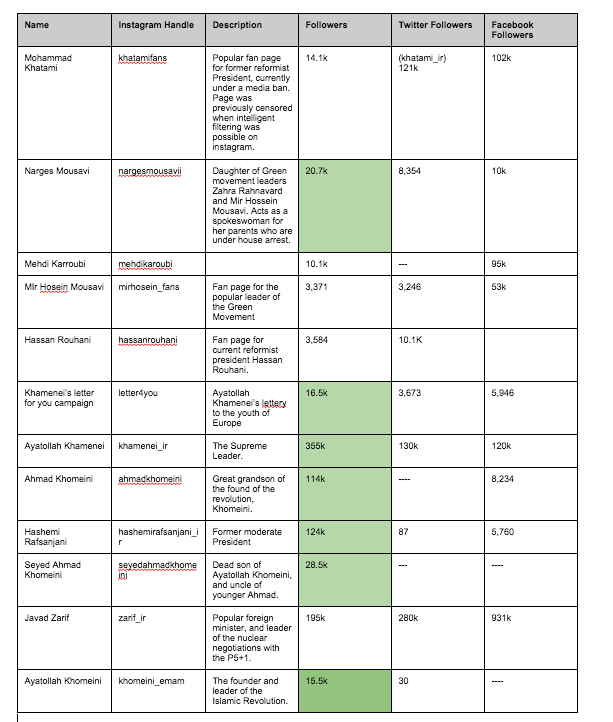 Name Instagram Handle Description Followers Twitter Followers Facebook
Followers
Mohammad khatamifans Popular fan page 14.1k (khatami_ir) 102k
Khatami for former reformist 121k
President, currently
under a media ban.
Page was
previously censored
when intelligent
filtering was
possible on
instagram.
Narges Mousavi nargesmousavii Daughter of Green 20.7k 8,354 10k
movement leaders
Zahra Rahnavard
and Mir Hossein
Mousavi. Acts as a
spokeswoman for
her parents who are
under house arrest.
Mehdi Karroubi mehdikaroubi 10.1k --- 95k
MIr Hosein Mousavi mirhosein_fans Fan page for the 3,371 3,246 53k
popular leader of
the Green
Movement
Hassan Rouhani hassanrouhani Fan page for 3,584 10.1K
current reformist
president Hassan
Rouhani.
Khamenei's letter letter4you Ayatollah 16.5k 3,673 5,946
for you campaign Khamenei's lettery
to the youth of
Europe
Ayatollah Khamenei khamenei_ir The Supreme 355k 130k 120k
Leader.
Ahmad Khomeini ahmadkhomeini Great grandson of 114k ---- 8,234
the found of the
revolution,
Khomeini.
Hashemi hashemirafsanjani_i Former moderate 124k 87 5,760
Rafsanjani r President
Seyed Ahmad seyedahmadkhome Dead son of 28.5k --- ----
Khomeini ini Ayatollah Khomeini,
and uncle of
younger Ahmad.
Javad Zarif zarif_ir Popular foreign 195k 280k 931k
minister, and leader
of the nuclear
negotiations with
the P5+1.
Ayatollah Khomeini khomeini_emam The founder and 15.5k 30 ----
leader of the
Islamic Revolution.